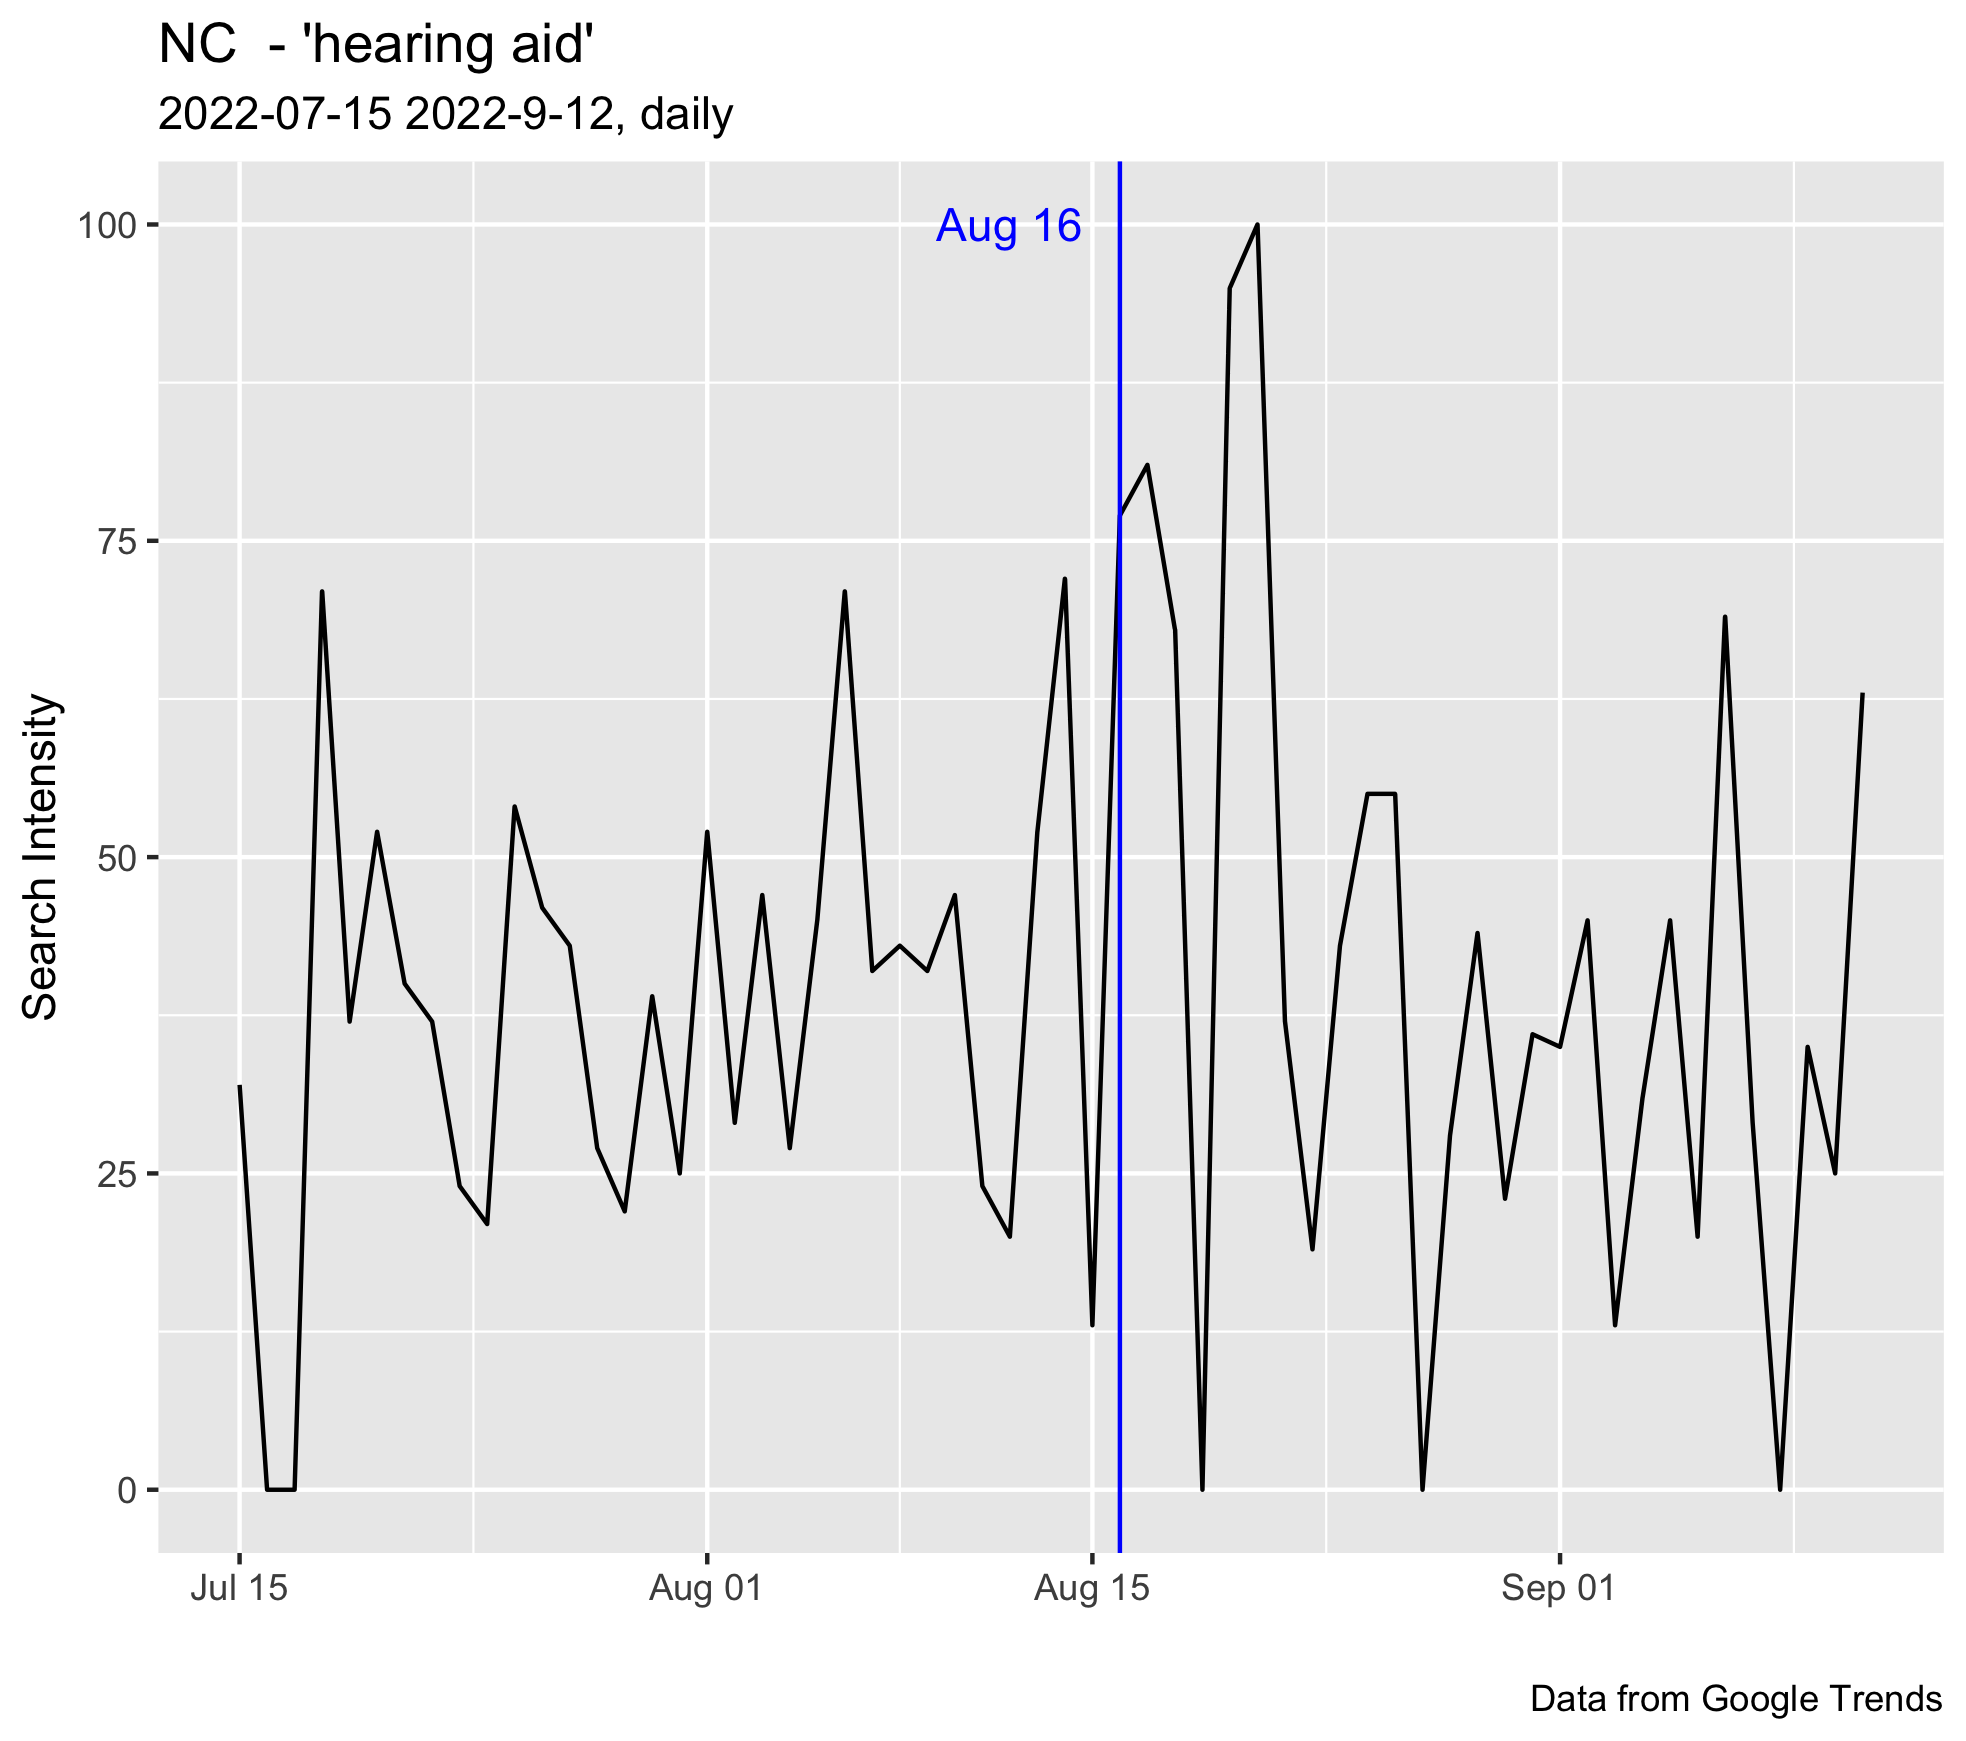 NC  - 'hearing aid'
2022-07-15 2022-9-12, daily
Aug 16
100
75
50
25
0
Search Intensity
Jul 15
Aug 01
Aug 15
Sep 01
Data from Google Trends